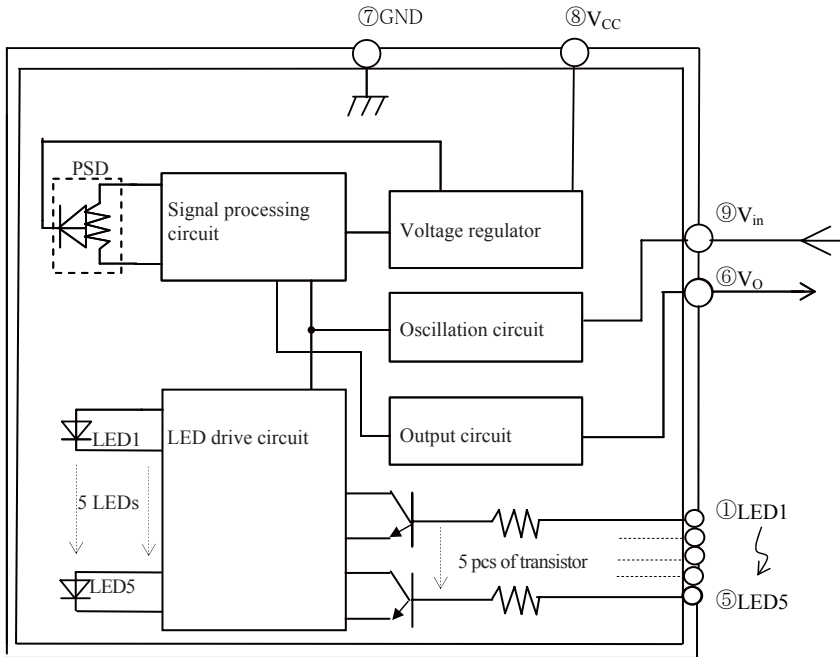 ⑦GND
⑧VCC
PSD
Signal processing
circuit
Voltage regulator
⑨Vin
⑥VO
Oscillation circuit
LED1
LED drive circuit
Output circuit
5 LEDs
①LED1
5 pcs of transistor
LED5
⑤LED5